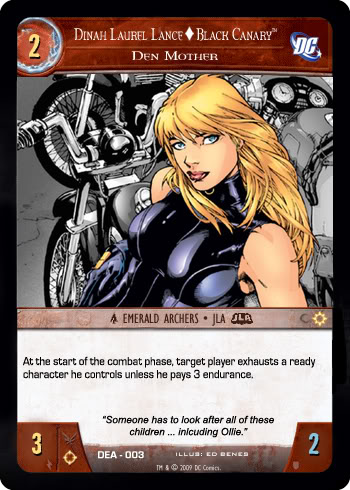 2
Dinah Laurel Lance♦Black Canary™
DC
Den Mother
Emerald Archers • JLA JLA
C
At the start of the combat phase, target player exhausts a ready
character he controls unless he pays 3 endurance.
"Someone has to look after all of these
children ... inlcuding Ollie."
3
DEA - 003
Illus: Ed Benes
2
TM & © 2009 DC Comics.